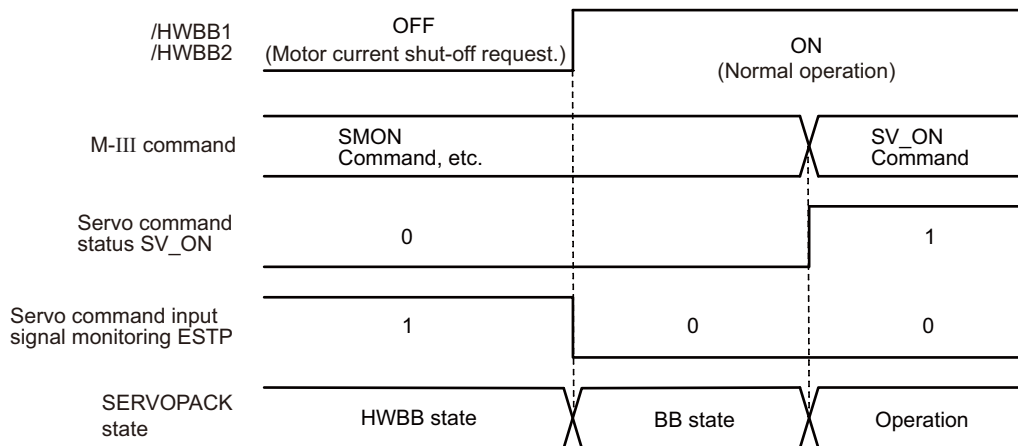 /HWBB1
/HWBB2
OFF
(Motor current shut-off request.)
ON
(Normal operation)
M-III command
SMON
Command, etc.
SV_ON
Command
Servo command
status SV_ON
0
1
Servo command input
signal monitoring ESTP
1
0
0
SERVOPACK
state
HWBB state
BB state
Operation